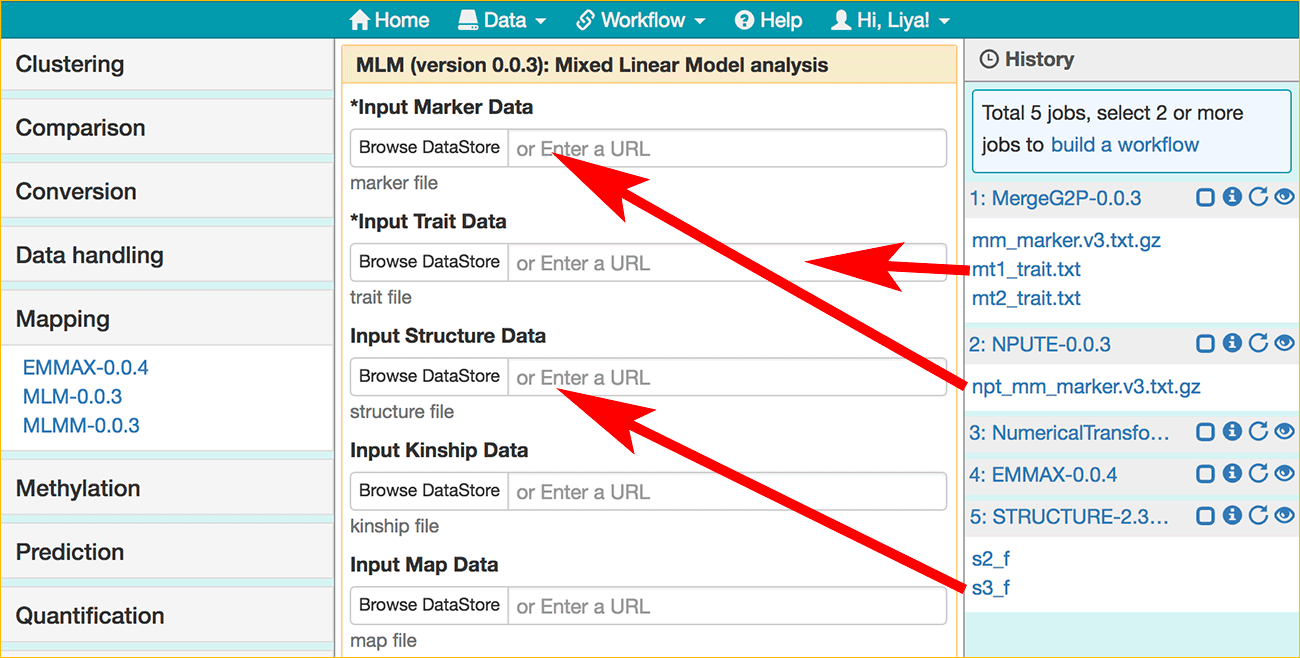 Home Data Workflow Help Hi, Liya!
Clustering
Comparison
Conversion
Data handling
Mapping
EMMAX-0.0.4
MLM-0.0.3
MLMM-0.0.3
Methylation
Prediction
Quantification
MLM (version 0.0.3): Mixed Linear Model analysis
*Input Marker Data
Browse DataStore or Enter a URL
marker file
*Input Trait Data
Browse DataStore or Enter a URL
trait file
Input Structure Data
Browse DataStore or Enter a URL
structure file
Input Kinship Data
Browse DataStore or Enter a URL
kinship file
Input Map Data
Browse DataStore or Enter a URL
map file
History
Total 5 jobs, select 2 or more
jobs to build a workflow
1: MergeG2P-0.0.3
mm_marker.v3.txt.gz
mt1_trait.txt
mt2_trait.txt
2: NPUTE-0.0.3
npt_mm_marker.v3.txt.gz
3: NumericalTransfo...
4: EMMAX-0.0.4
5: STRUCTURE-2.3...
s2_f
s3_f